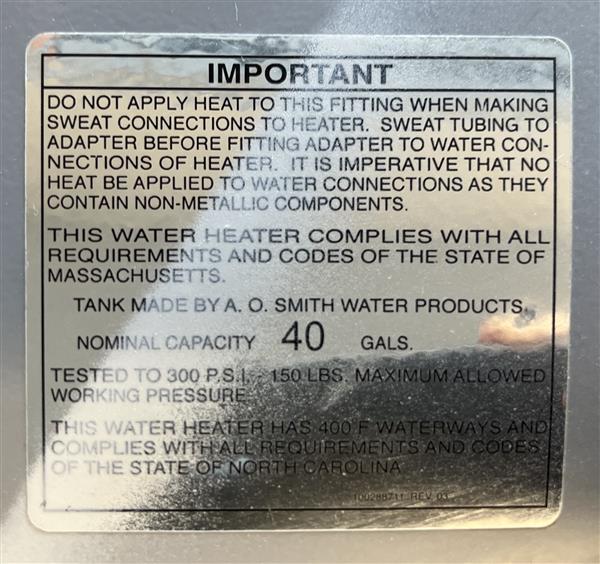 IMPORTANT
DO NOT APPLY HEAT TO THIS FITTING WHEN MAKING
SWEAT CONNECTIONS TO HEATER. SWEAT TUBING TO
ADAPTER BEFORE FITTING ADAPTER TO WATER CON-
NECTIONS OF HEATER. IT IS IMPERATIVE THAT NO
HEAT BE APPLIED TO WATER CONNECTIONS AS THEY
CONTAIN NON-METALLIC COMPONENTS.
THIS WATER HEATER COMPLIES WITH ALL
REQUIREMENTS AND CODES OF THE STATE OF
MASSACHUSETTS.
TANK MADE BY A. O. SMITH WATER PRODUCTS.
NOMINAL CAPACITY 40 GALS.
TESTED TO 300 P.S.I. - 150 LBS. MAXIMUM ALLOWED
WORKING PRESSURE
THIS WATER HEATER HAS 400 F WATERWAYS AND
COMPLIES WITH ALL REQUIREMENTS AND CODES
OF THE STATE OF NORTH CAROLINA
100288711 REV 03